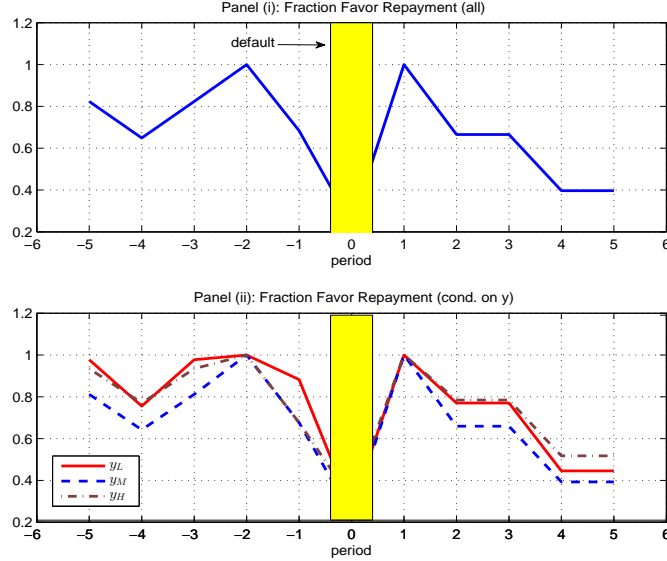 Panel (i): Fraction Favor Repayment (all)
1.2
default
1
0.8
0.6
0.4
0.2
−6 −5 −4 −3 −2 −1 0 1 2 3 4 5 6
period
Panel (ii): Fraction Favor Repayment (cond. on y)
1.2
1
0.8
0.6
0.4
0.2
y_L
y_M
y_H
−6 −5 −4 −3 −2 −1 0 1 2 3 4 5 6
period